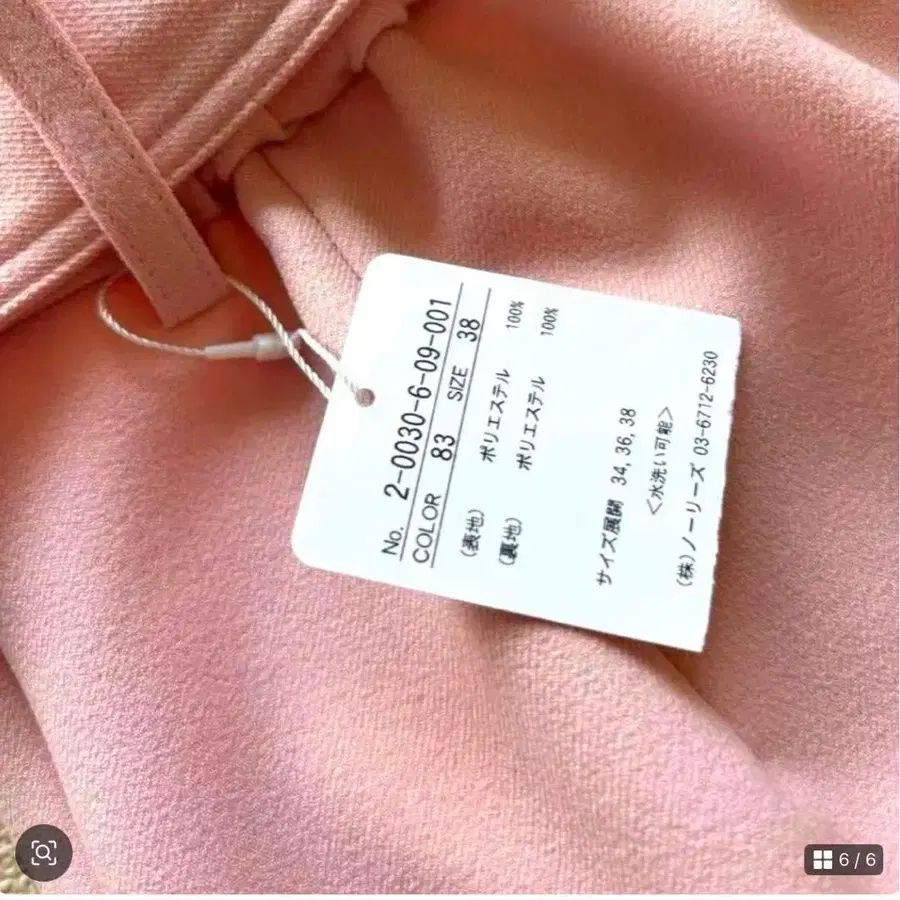 No. 2-0030-6-09-001
COLOR 83 SIZE 38
(表地) ポリエステル 100%
(裏地) ポリエステル 100%
サイズ展開 34, 36, 38
<水洗い可能>
(株)ノーリーズ 03-6712-6230
6 / 6